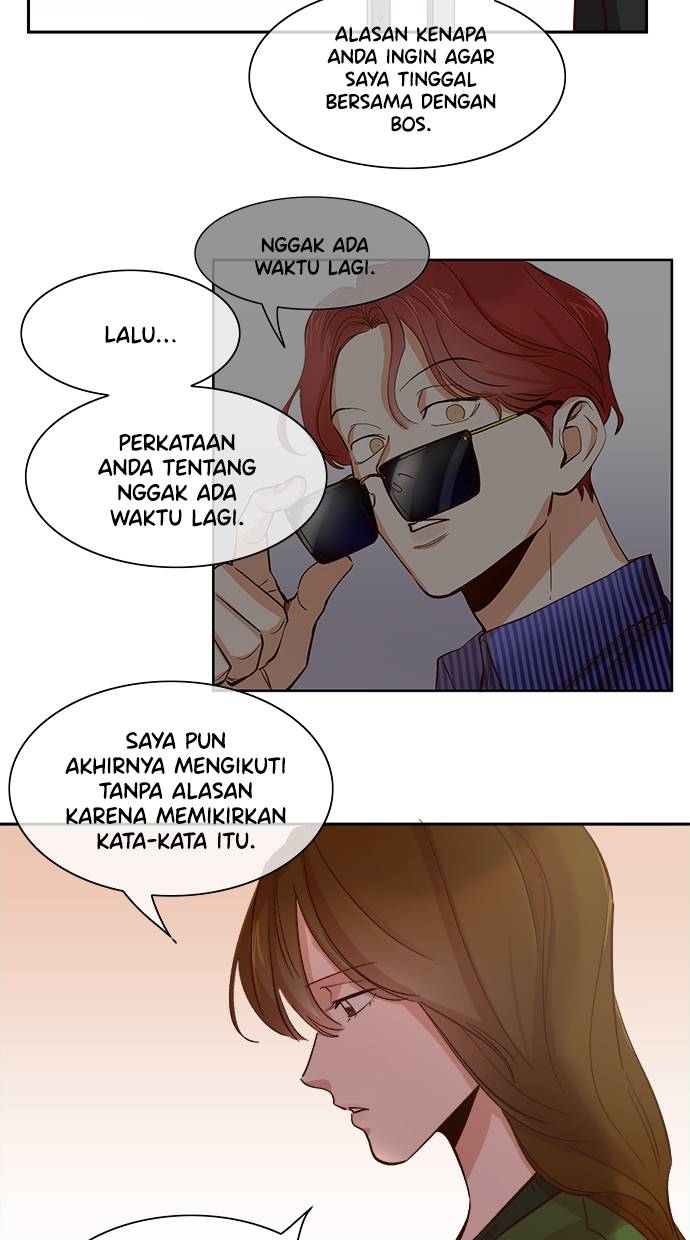 ALASAN KENAPA
ANDA INGIN AGAR
SAYA TINGGAL
BERSAMA DENGAN
BOS.
NGGAK ADA
WAKTU LAGI.
LALU...
PERKATAAN
ANDA TENTANG
NGGAK ADA
WAKTU LAGI.
SAYA PUN
AKHIRNYA MENGIKUTI
TANPA ALASAN
KARENA MEMIKIRKAN
KATA-KATA ITU.